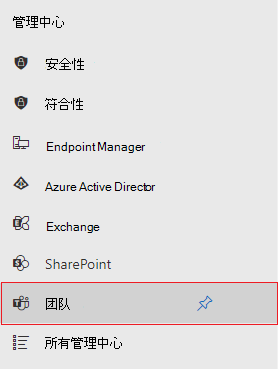 管理中心
安全性
符合性
Endpoint Manager
Azure Active Director
Exchange
SharePoint
团队
所有管理中心